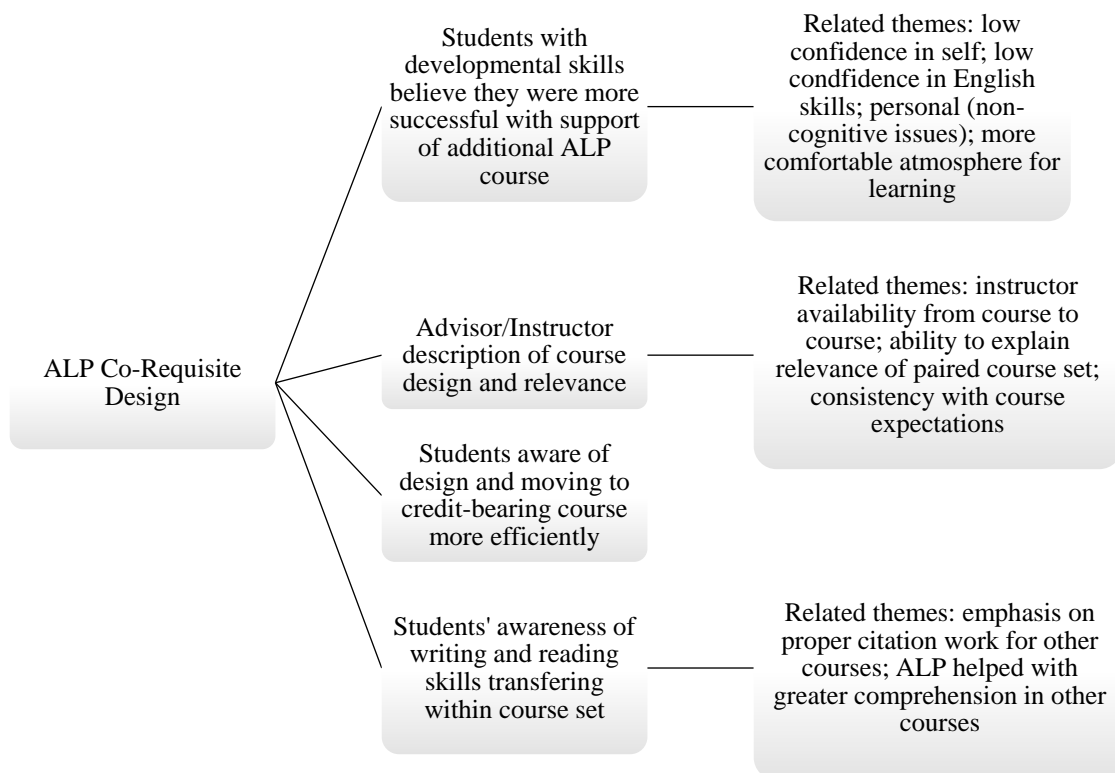 ALP Co-Requisite
Design
Students with
developmental skills
believe they were more
successful with support
of additional ALP
course
Related themes: low
confidence in self; low
condfidence in English
skills; personal (non-
cognitive issues); more
comfortable atmosphere for
learning
Advisor/Instructor
description of course
design and relevance
Related themes: instructor
availability from course to
course; ability to explain
relevance of paired course set;
consistency with course
expectations
Students aware of
design and moving to
credit-bearing course
more efficiently
Students' awareness of
writing and reading
skills transfering
within course set
Related themes: emphasis on
proper citation work for other
courses; ALP helped with
greater comprehension in other
courses